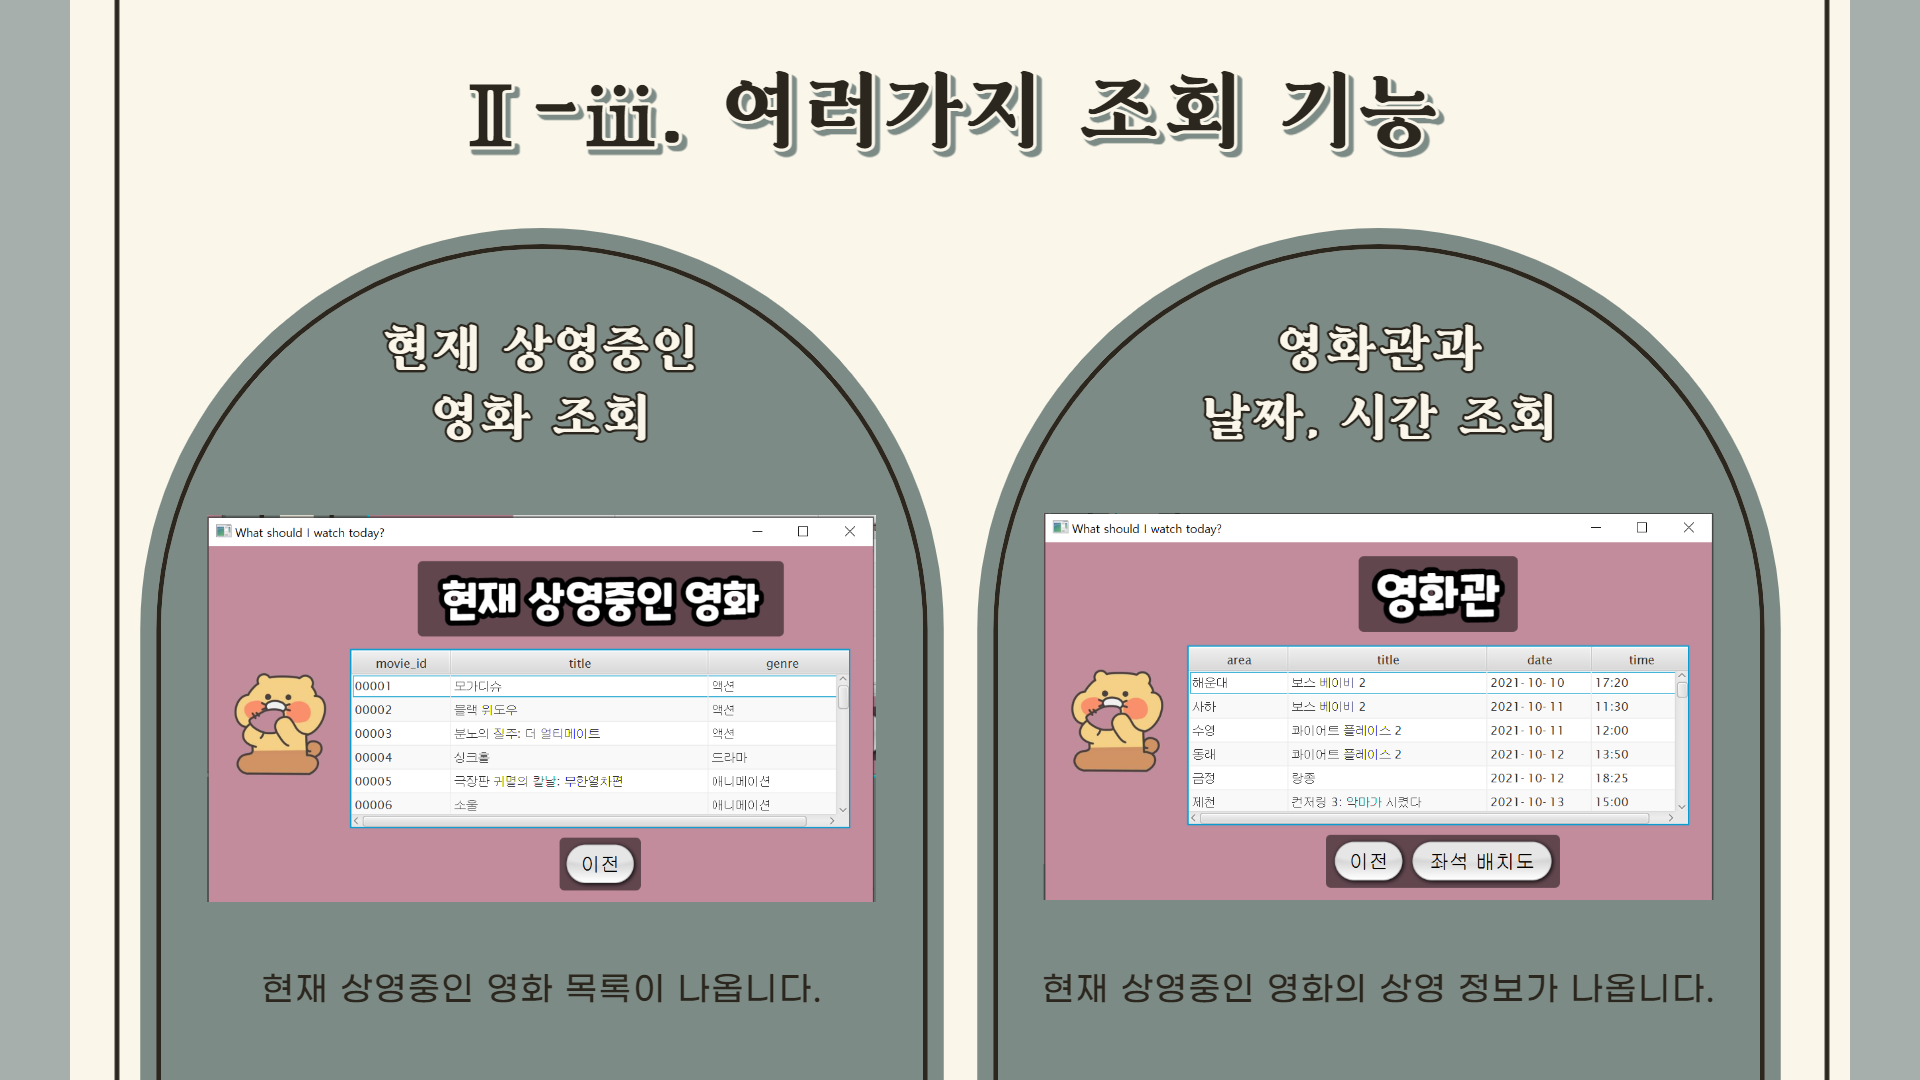 Ⅱ-ⅲ. 여러가지 조회 기능
현재 상영중인
영화 조회
What should I watch today?
현재 상영중인 영화
movie_id title genre
00001 모가디슈 액션
00002 블랙 위도우 액션
00003 분노의 질주: 더 얼티메이트 액션
00004 싱크홀 드라마
00005 극장판 귀멸의 칼날: 무한열차편 애니메이션
00006 소울 애니메이션
이전
현재 상영중인 영화 목록이 나옵니다.
영화관과
날짜, 시간 조회
What should I watch today?
영화관
area title date time
해운대 보스 베이비 2 2021-10-10 17:20
사하 보스 베이비 2 2021-10-11 11:30
수영 콰이어트 플레이스 2 2021-10-11 12:00
동래 콰이어트 플레이스 2 2021-10-12 13:50
금정 랑종 2021-10-12 18:25
제천 컨저링 3: 악마가 시켰다 2021-10-13 15:00
이전 좌석 배치도
현재 상영중인 영화의 상영 정보가 나옵니다.